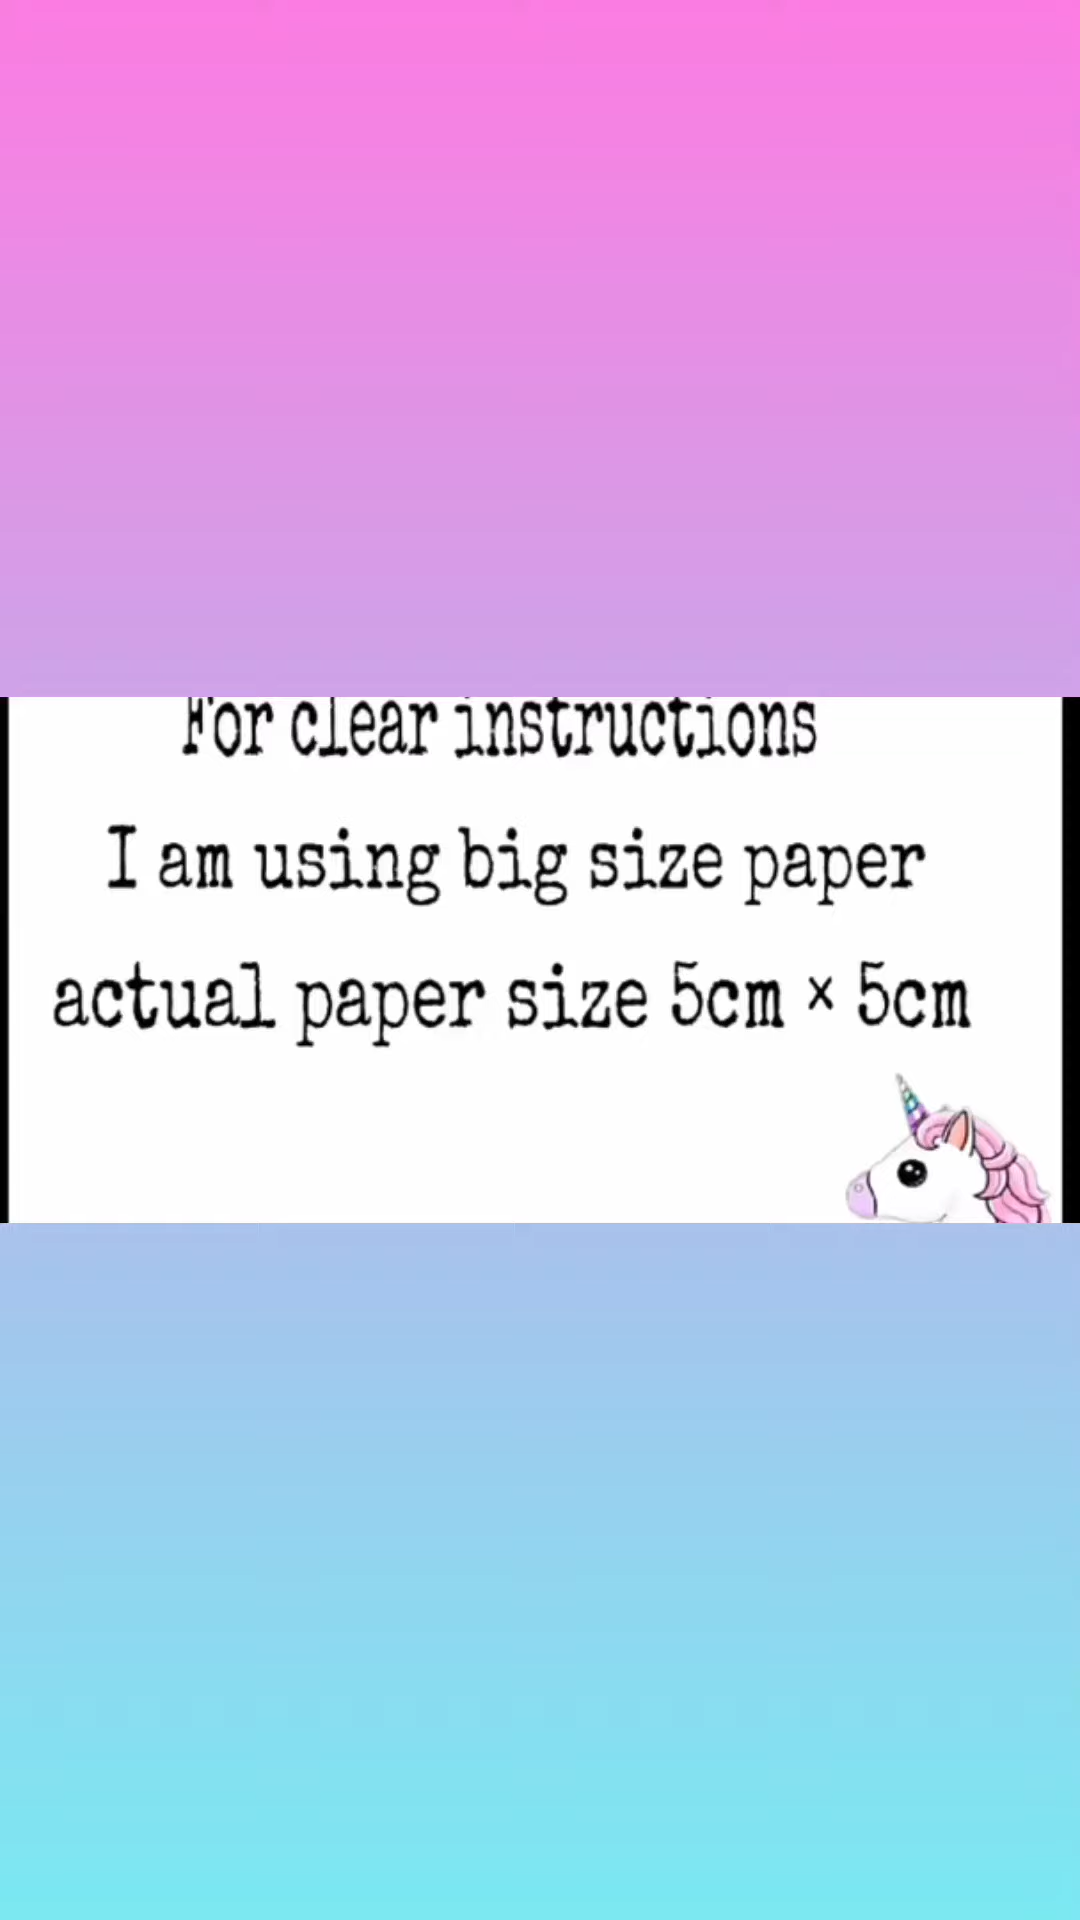 For clear instructions
I am using big size paper
actual paper size 5cm × 5cm